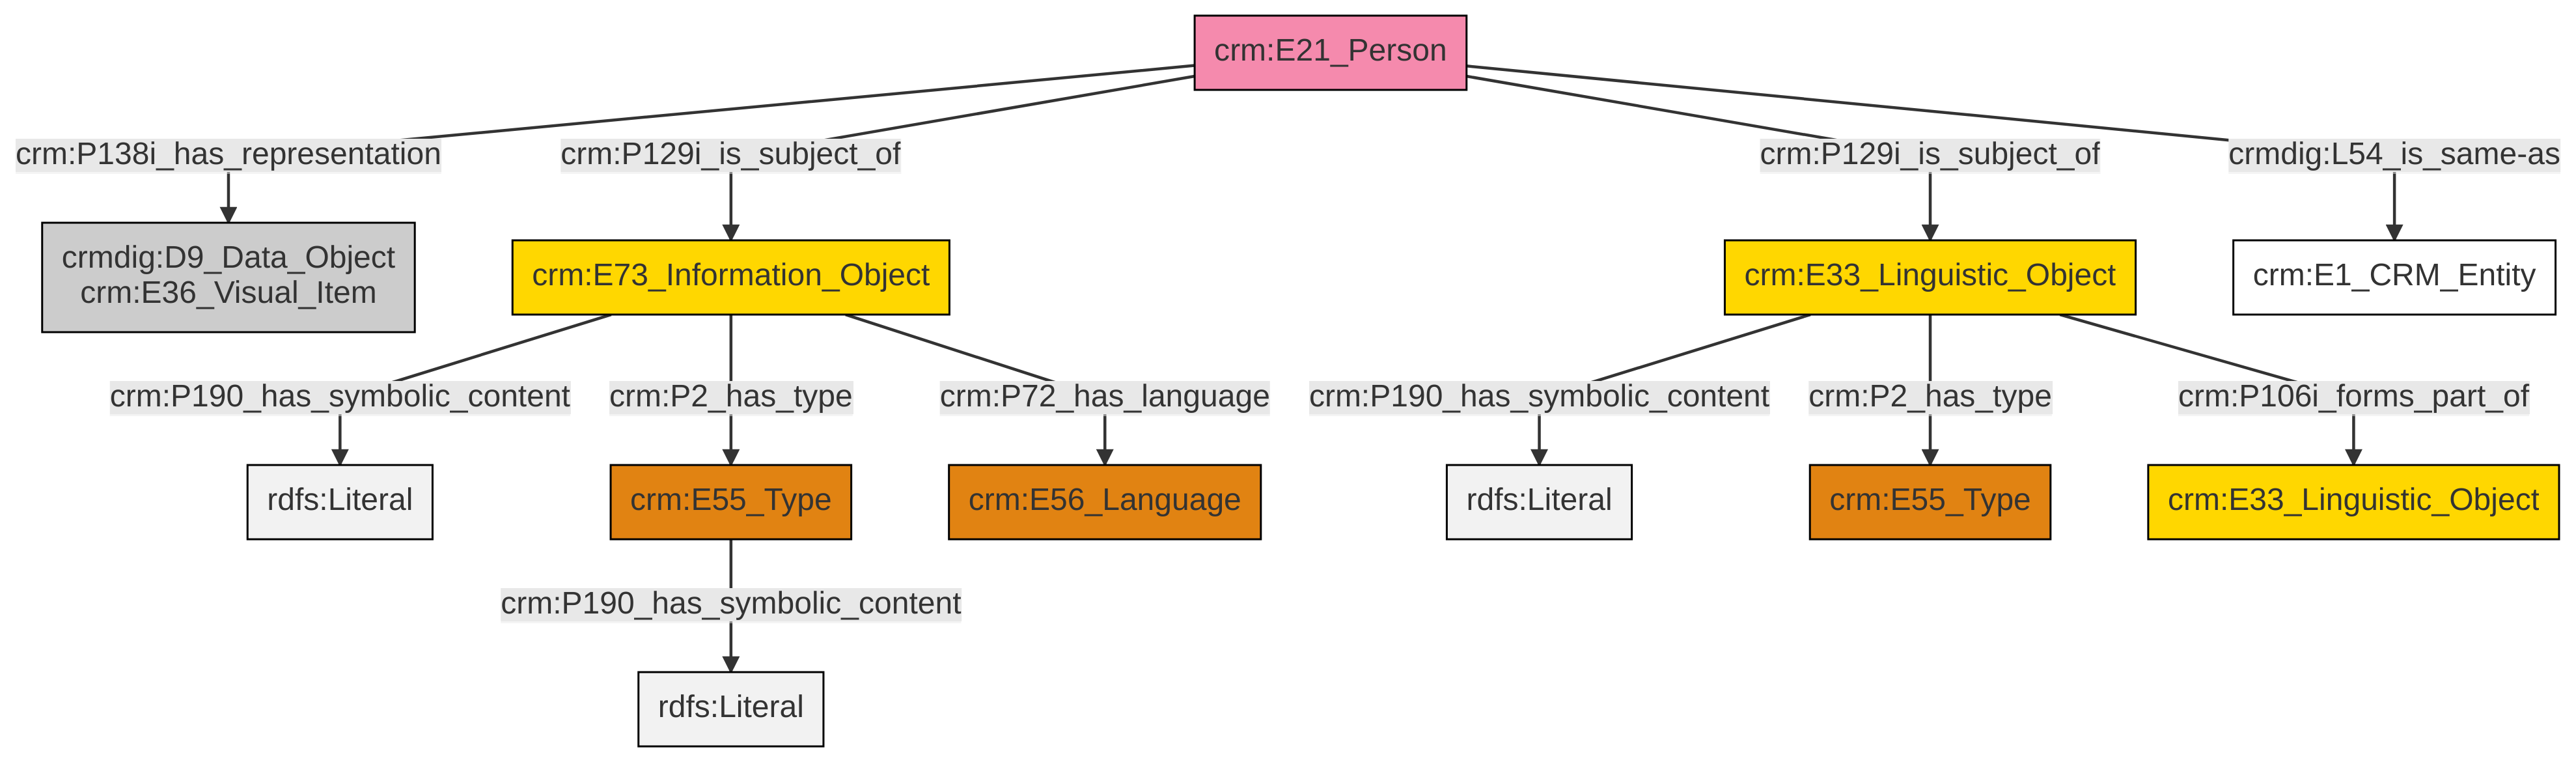 crm:E21_Person
crm:P138i_has_representation
crm:P129i_is_subject_of
crm:P129i_is_subject_of
crmdig:L54_is_same-as
crmdig:D9_Data_Object
crm:E36_Visual_Item
crm:E73_Information_Object
crm:E33_Linguistic_Object
crm:E1_CRM_Entity
crm:P190_has_symbolic_content
crm:P2_has_type
crm:P72_has_language
crm:P190_has_symbolic_content
crm:P2_has_type
crm:P106i_forms_part_of
rdfs:Literal
crm:E55_Type
crm:E56_Language
rdfs:Literal
crm:E55_Type
crm:E33_Linguistic_Object
crm:P190_has_symbolic_content
rdfs:Literal